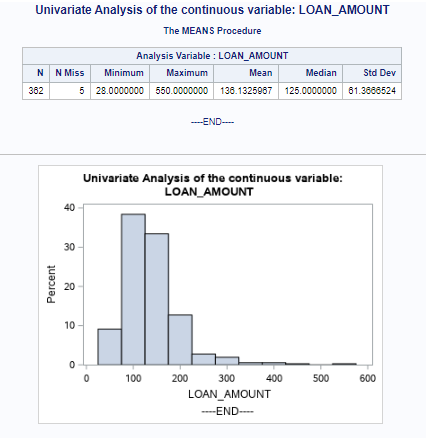 Univariate Analysis of the continuous variable: LOAN_AMOUNT
The MEANS Procedure
Analysis Variable : LOAN_AMOUNT
N N Miss Minimum Maximum Mean Median Std Dev
362 5 28.0000000 550.0000000 136.1325967 125.0000000 61.3666524
----END----
Univariate Analysis of the continuous variable:
LOAN_AMOUNT
40
30
20
10
0
Percent
0 100 200 300 400 500 600
LOAN_AMOUNT
----END----